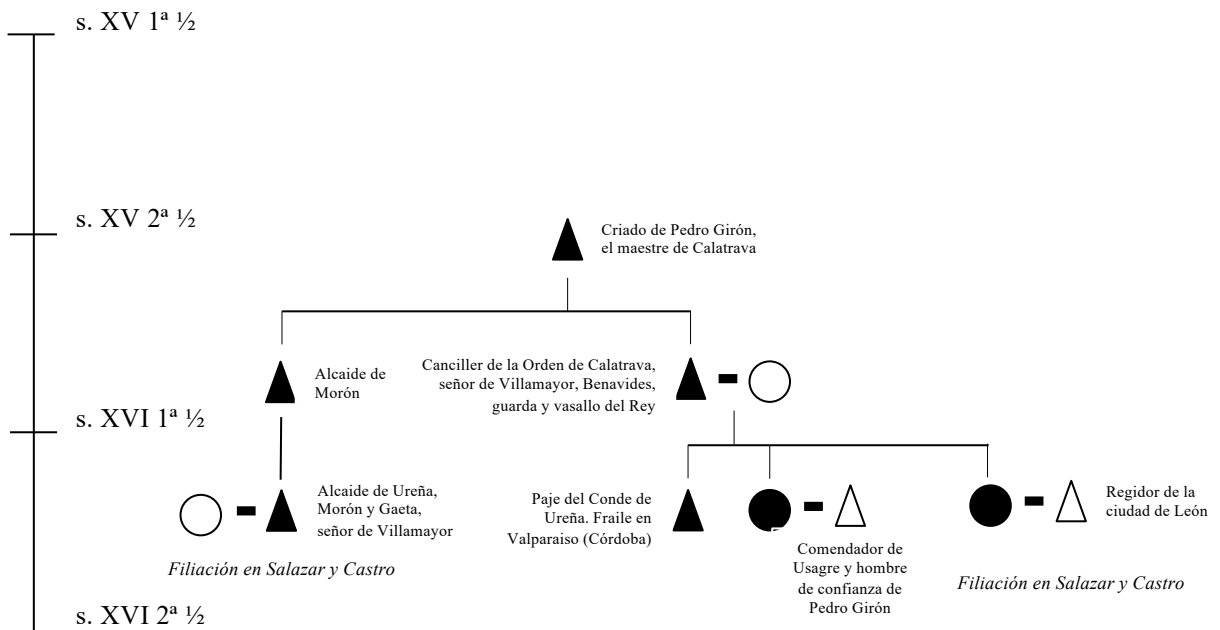 s. XV 1ª ½
s. XV 2ª ½
Criado de Pedro Girón,
el maestre de Calatrava
Alcaide de
Morón
Canciller de la Orden de Calatrava,
señor de Villamayor, Benavides,
guarda y vasallo del Rey
s. XVI 1ª ½
Alcaide de Ureña,
Morón y Gaeta,
señor de Villamayor
Filiación en Salazar y Castro
Paje del Conde de
Ureña. Fraile en
Valparaiso (Córdoba)
Comendador de
Usagre y hombre
de confianza de
Pedro Girón
Regidor de la
ciudad de León
Filiación en Salazar y Castro
s. XVI 2ª ½